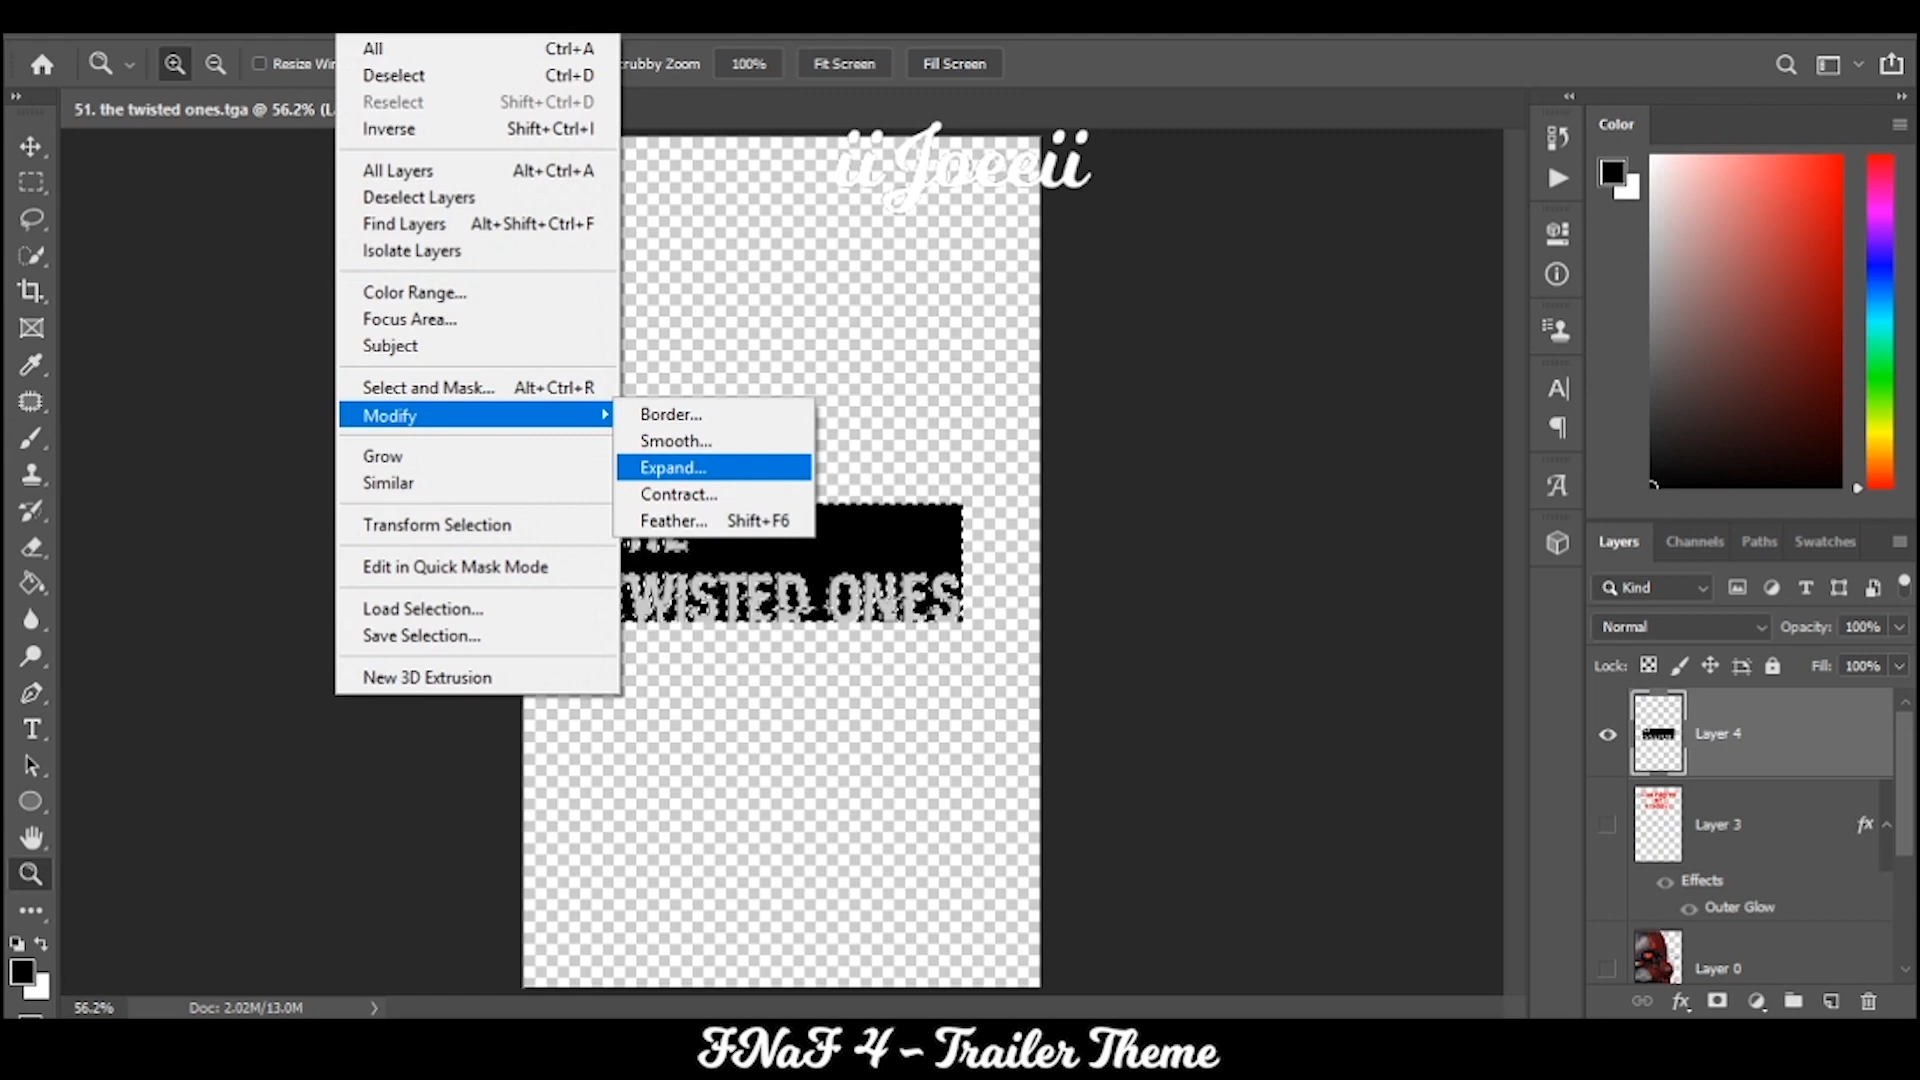 Resize Wi
Scrubby Zoom
100%
Fit Screen
Fill Screen
51. the twisted ones.tga @ 56.2% (L
All Ctrl+A
Deselect Ctrl+D
Reselect Shift+Ctrl+D
Inverse Shift+Ctrl+I
All Layers Alt+Ctrl+A
Deselect Layers
Find Layers Alt+Shift+Ctrl+F
Isolate Layers
Color Range...
Focus Area...
Subject
Select and Mask... Alt+Ctrl+R
Modify
Grow
Similar
Transform Selection
Edit in Quick Mask Mode
Load Selection...
Save Selection...
New 3D Extrusion
Border...
Smooth...
Expand...
Contract...
Feather... Shift+F6
iiJoeeii
TWISTED ONES
Color
Layers Channels Paths Swatches
Kind
Normal Opacity: 100%
Lock: Fill: 100%
Layer 4
Layer 3 fx
Effects
Outer Glow
Layer 0
56.2% Doc: 2.02M/13.0M
FNaF 4 - Trailer Theme